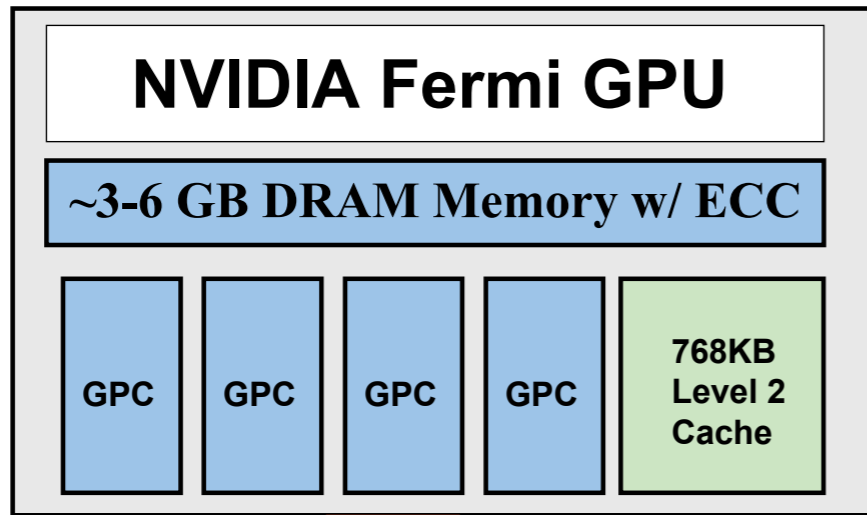 NVIDIA Fermi GPU
~3-6 GB DRAM Memory w/ ECC
GPC
GPC
GPC
GPC
768KB
Level 2
Cache